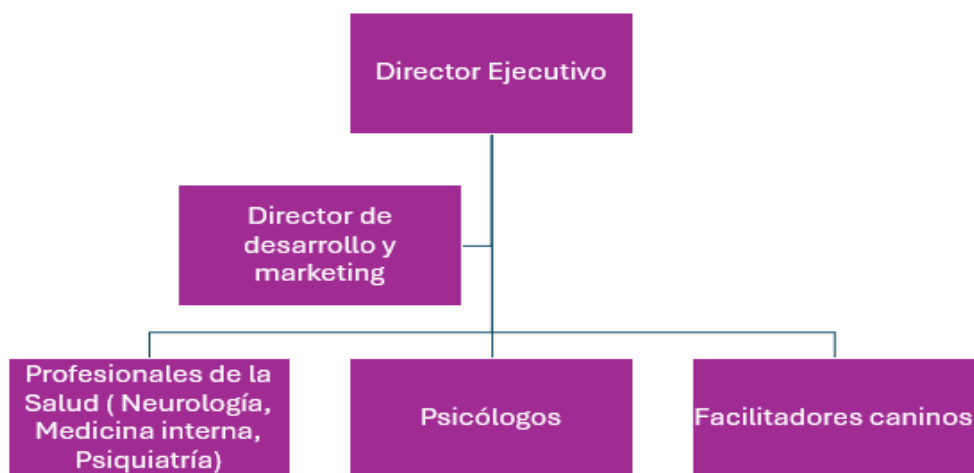 Director Ejecutivo
Director de
desarrollo y
marketing
Profesionales de la
Salud ( Neurología,
Medicina interna,
Psiquiatría)
Psicólogos
Facilitadores caninos